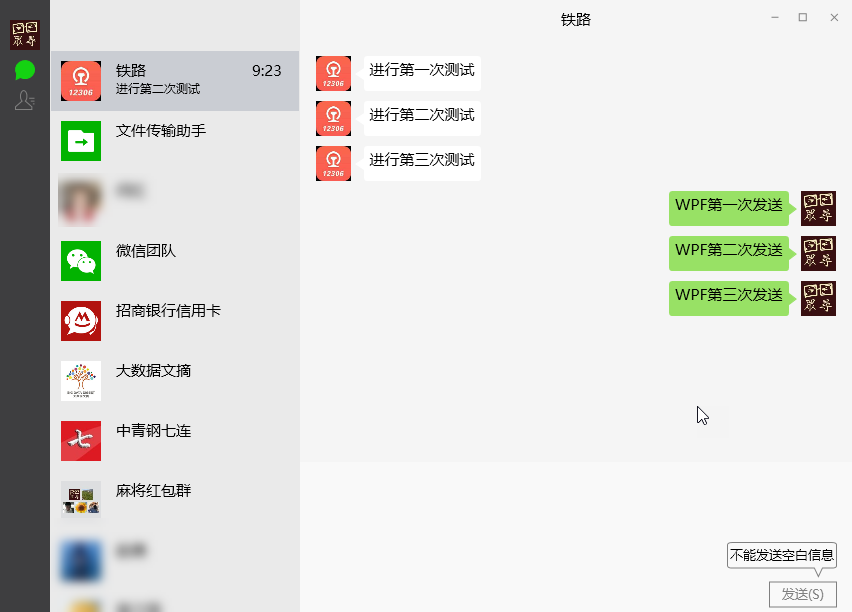 铁路
9:23
进行第二次测试
文件传输助手
微信团队
招商银行信用卡
大数据文摘
中青钢七连
麻将红包群
铁路
12306
进行第一次测试
12306
进行第二次测试
12306
进行第三次测试
12306
WPF第一次发送
WPF第二次发送
WPF第三次发送
不能发送空白信息
发送(S)